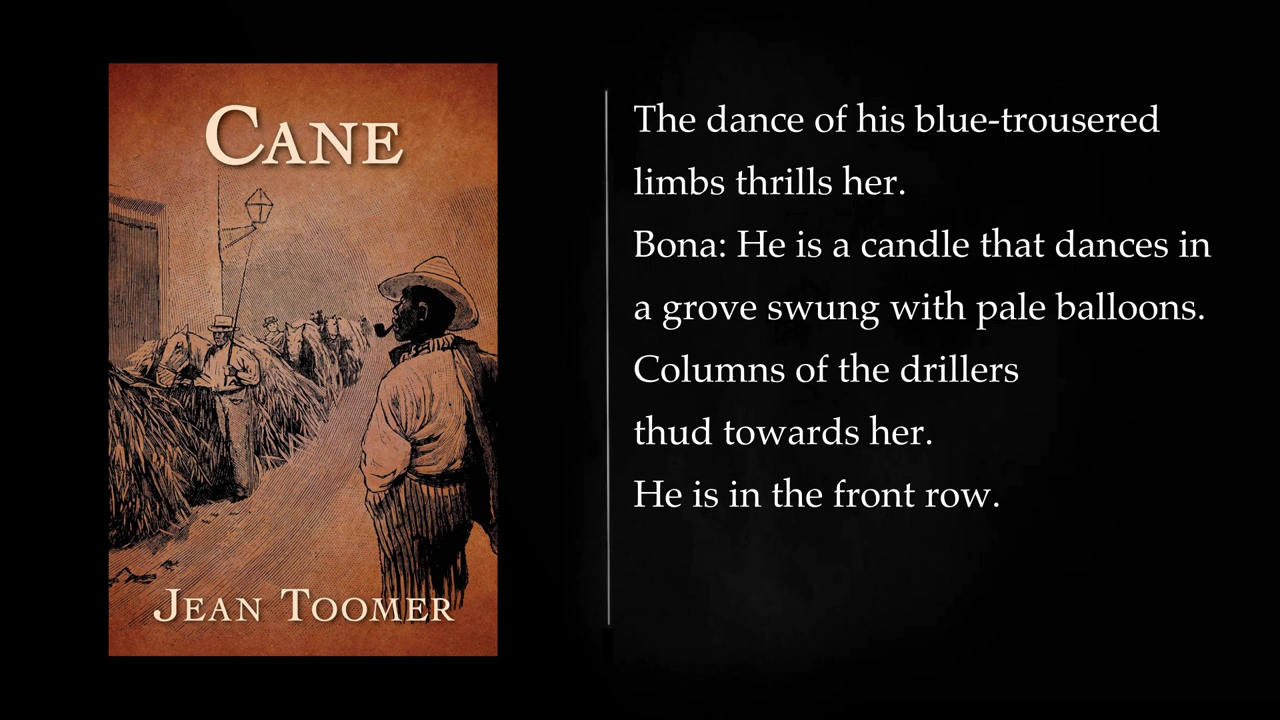 CANE
JEAN TOOMER
The dance of his blue-trousered
limbs thrills her.
Bona: He is a candle that dances in
a grove swung with pale balloons.
Columns of the drillers
thud towards her.
He is in the front row.